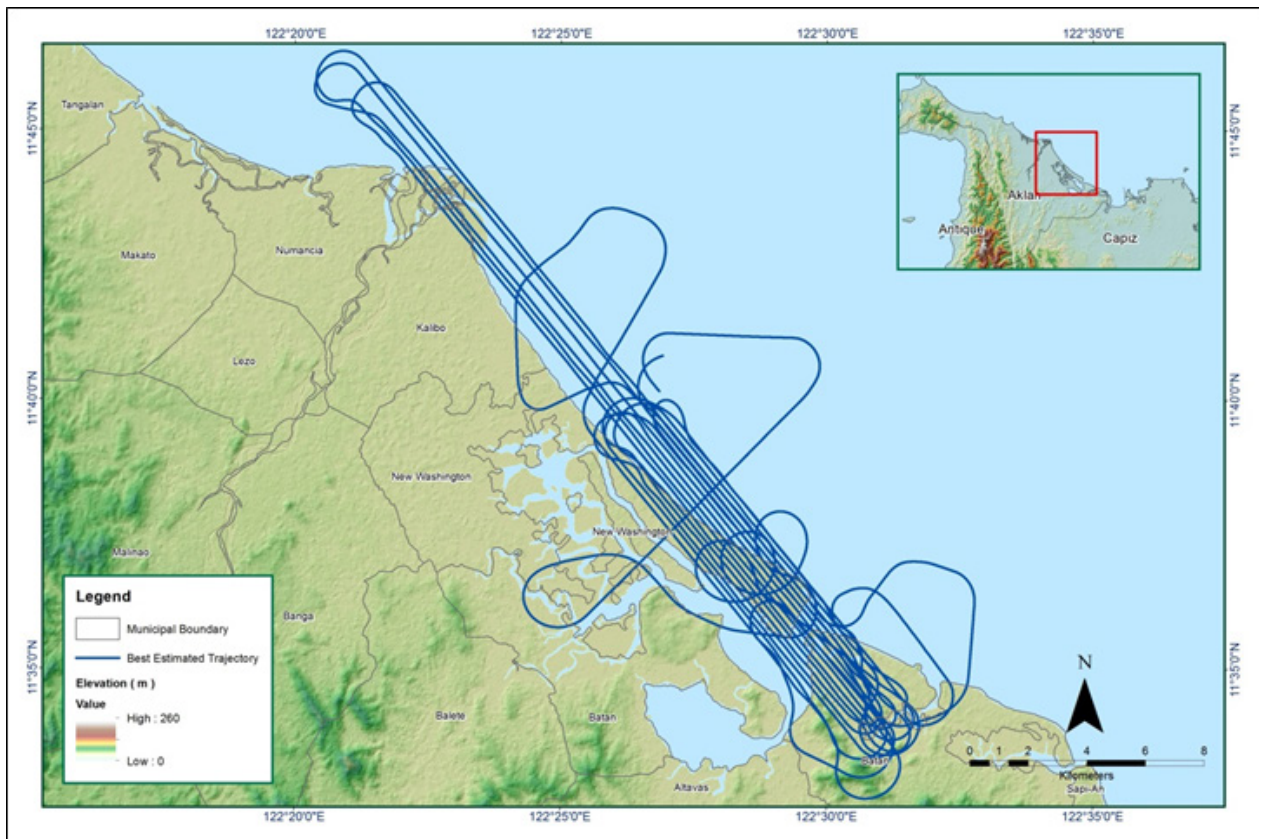 122°20'0"E 122°25'0"E 122°30'0"E 122°35'0"E
11°45'0"N
11°45'0"N
Tangalan
Aklan
Antique
Capiz
Makato
Numancia
Kalibo
Lezo
11°40'0"N
11°40'0"N
New Washington
New Washington
Malinao
Banga
Legend
Municipal Boundary
Best Estimated Trajectory
Elevation ( m )
Value
High : 260
Low : 0
11°35'0"N
11°35'0"N
Balete
Batan
Batan
Altavas
N
0 1 2 4 6 8
Kilometers
Sapi-An
122°20'0"E 122°25'0"E 122°30'0"E 122°35'0"E